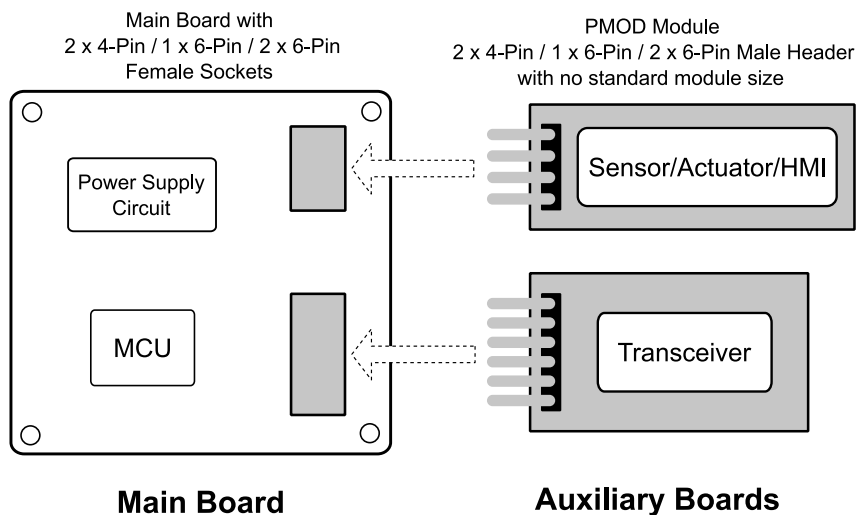 Main Board with
2 x 4-Pin / 1 x 6-Pin / 2 x 6-Pin
Female Sockets
PMOD Module
2 x 4-Pin / 1 x 6-Pin / 2 x 6-Pin Male Header
with no standard module size
Power Supply
Circuit
MCU
Sensor/Actuator/HMI
Transceiver
Main Board
Auxiliary Boards